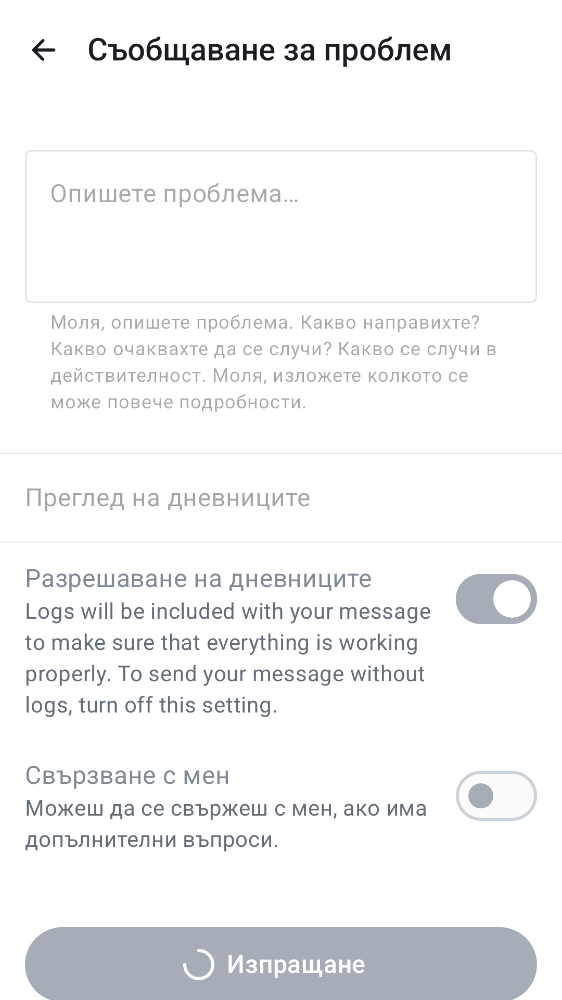 Съобщаване за проблем
Опишете проблема…
Моля, опишете проблема. Какво направихте?
Какво очаквахте да се случи? Какво се случи в
действителност. Моля, изложете колкото се
може повече подробности.
Преглед на дневниците
Разрешаване на дневниците
Logs will be included with your message
to make sure that everything is working
properly. To send your message without
logs, turn off this setting.
Свързване с мен
Можеш да се свържеш с мен, ако има
допълнителни въпроси.
Изпращане